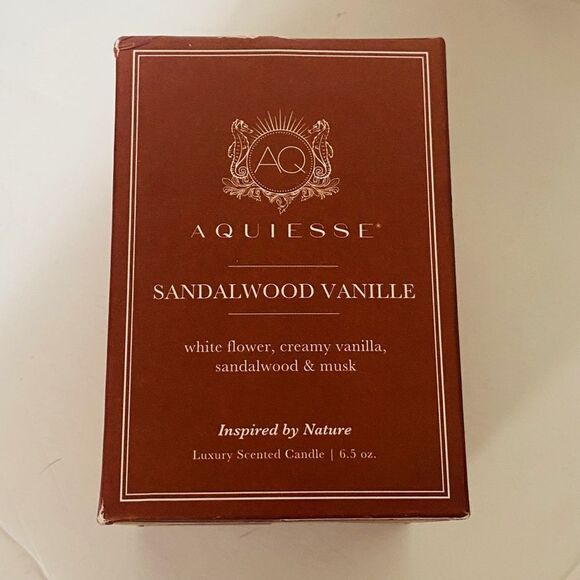 AQ
AQUIESSE®
SANDALWOOD VANILLE
white flower, creamy vanilla,
sandalwood & musk
Inspired by Nature
Luxury Scented Candle | 6.5 oz.